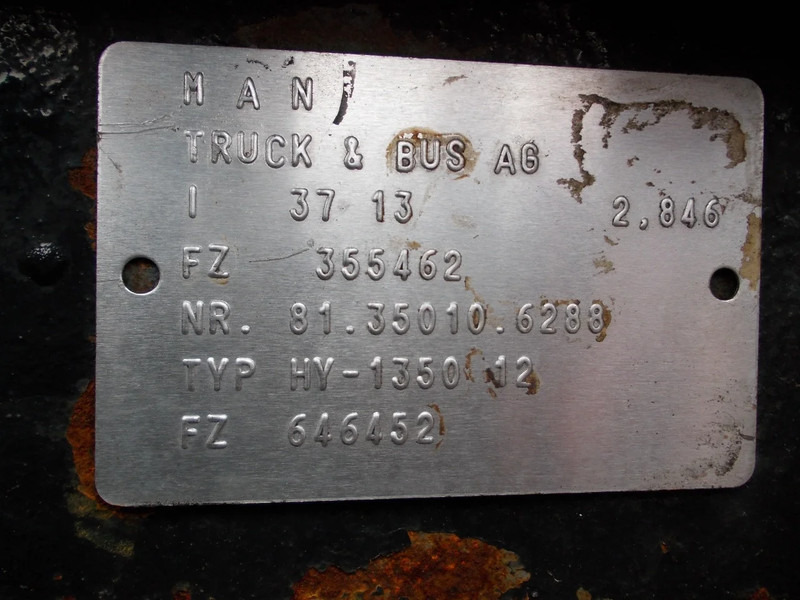 MAN
TRUCK & BUS AG
I 37 13 2,846
FZ 355462
NR. 81.35010.6288
TYP HY-1350 12
FZ 646452